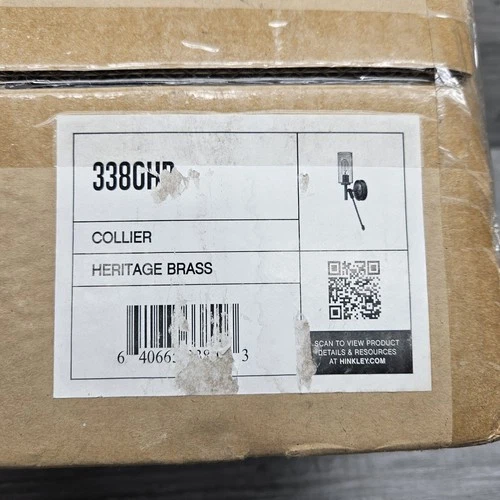 COLLIER
HERITAGE BRASS
SCAN TO VIEW PRODUCT
DETAILS & RESOURCES
AT HINKLEY.COM